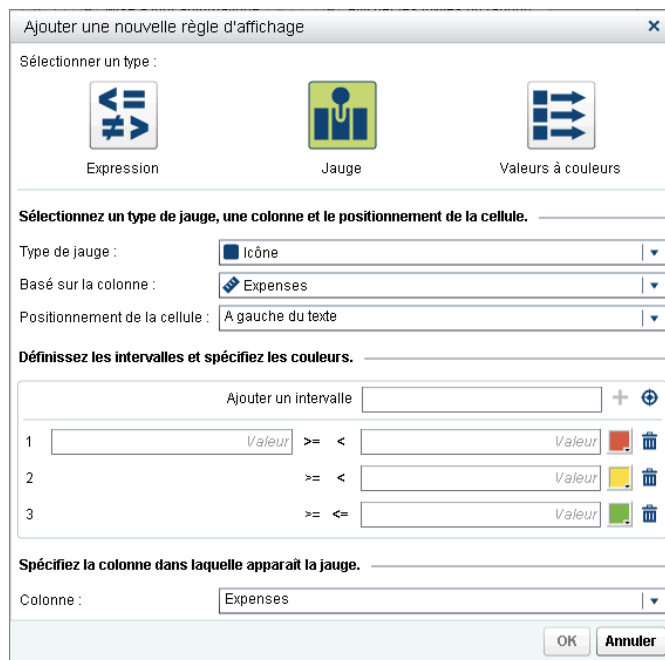 Ajouter une nouvelle règle d'affichage
Sélectionner un type :
Expression Jauge Valeurs à couleurs
Sélectionnez un type de jauge, une colonne et le positionnement de la cellule.
Type de jauge : Icône
Basé sur la colonne : Expenses
Positionnement de la cellule : A gauche du texte
Définissez les intervalles et spécifiez les couleurs.
Ajouter un intervalle
1 Valeur >= < Valeur
2 >= < Valeur
3 >= <= Valeur
Spécifiez la colonne dans laquelle apparaît la jauge.
Colonne : Expenses
OK Annuler